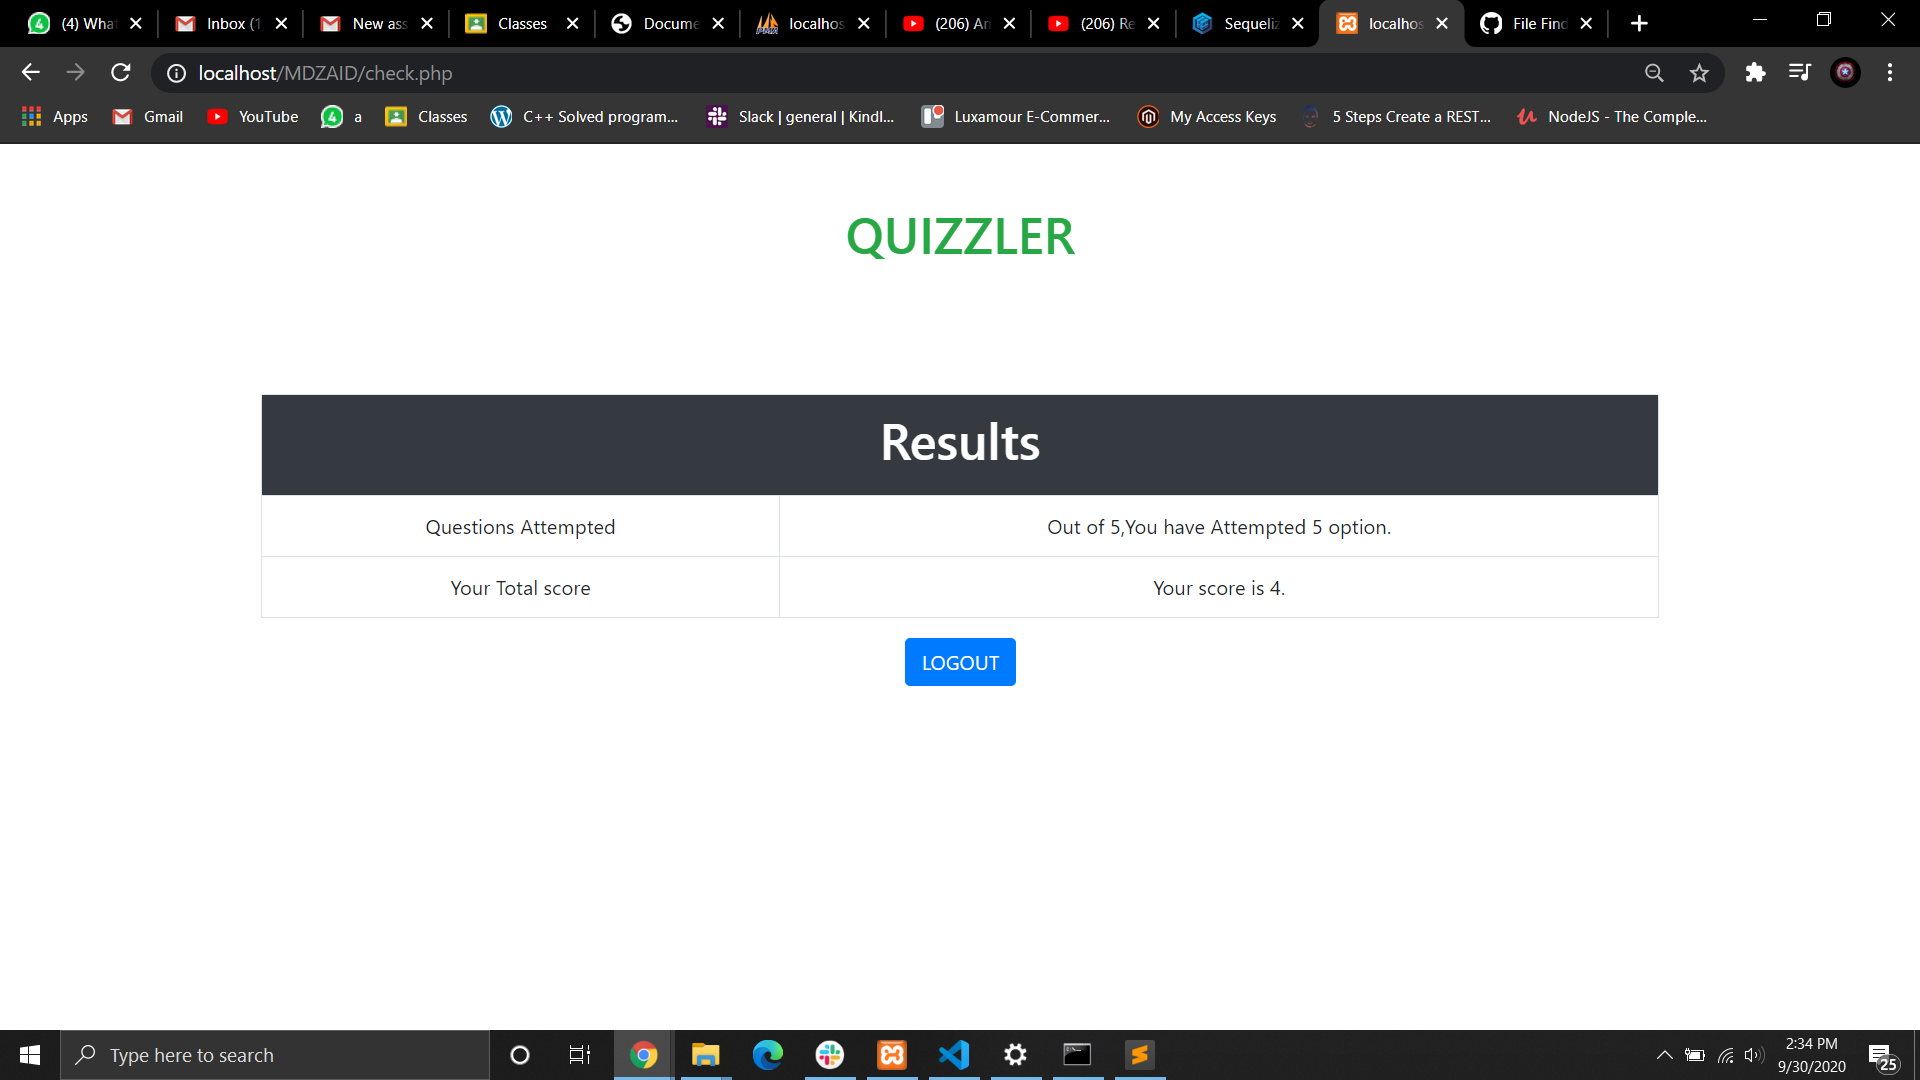 (4) What
Inbox (1
New ass
Classes
Docume
localhos
(206) An
(206) Re
Sequeliz
localhos
File Find
localhost/MDZAID/check.php
Apps
Gmail
YouTube
a
Classes
C++ Solved program...
Slack | general | Kindl...
Luxamour E-Commer...
My Access Keys
5 Steps Create a REST...
NodeJS - The Comple...
QUIZZLER
Results
Questions Attempted
Out of 5,You have Attempted 5 option.
Your Total score
Your score is 4.
LOGOUT
Type here to search
2:34 PM
9/30/2020
25